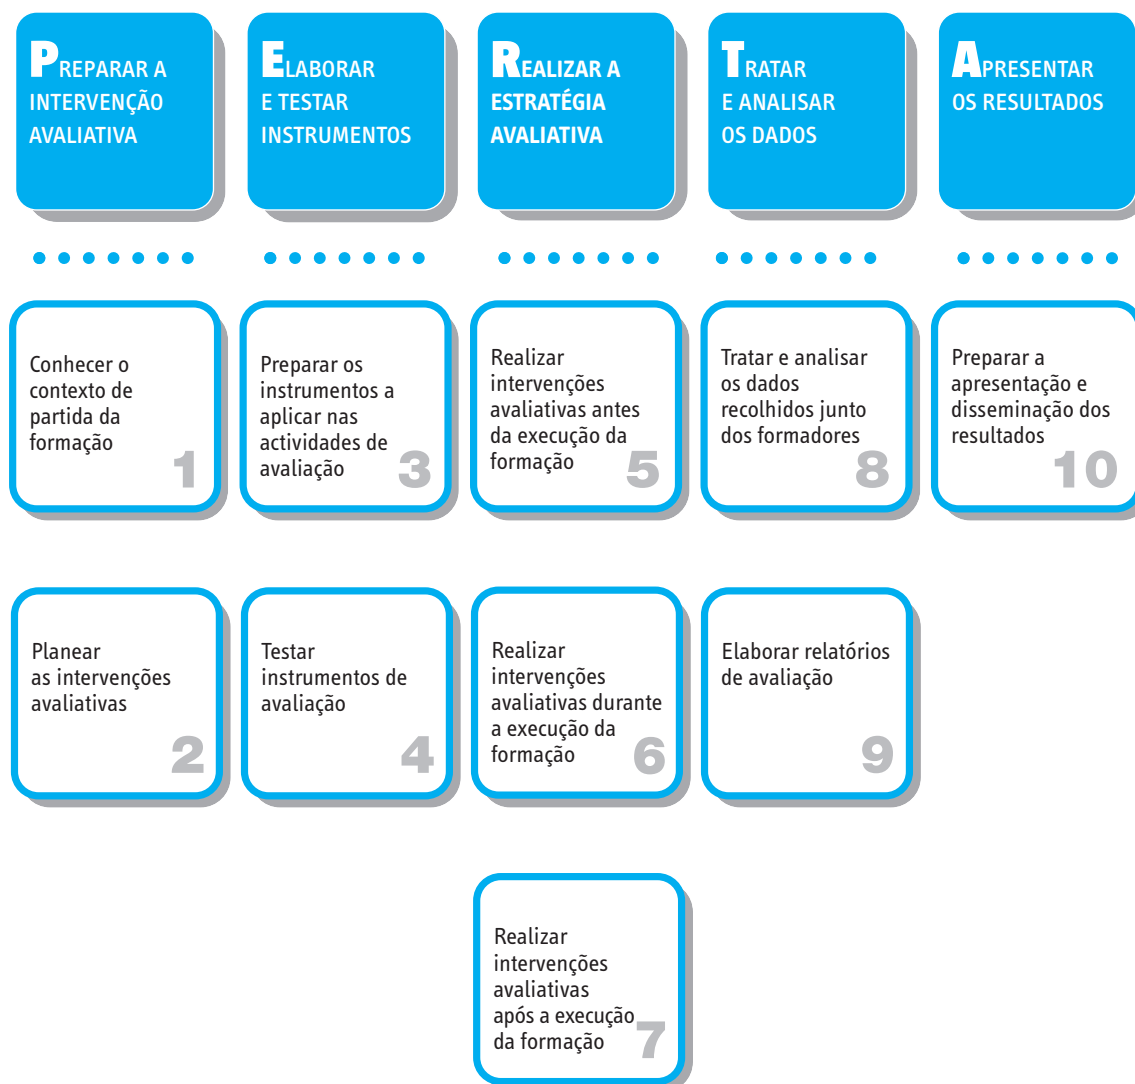 PREPARAR A
INTERVENÇÃO
AVALIATIVA
ELABORAR
E TESTAR
INSTRUMENTOS
REALIZAR A
ESTRATÉGIA
AVALIATIVA
TRATAR
E ANALISAR
OS DADOS
APRESENTAR
OS RESULTADOS
Conhecer o
contexto de
partida da
formação
1
Preparar os
instrumentos a
aplicar nas
actividades de
avaliação
3
Realizar
intervenções
avaliativas antes
da execução da
formação
5
Tratar e analisar
os dados
recolhidos junto
dos formadores
8
Preparar a
apresentação e
disseminação dos
resultados
10
Planear
as intervenções
avaliativas
2
Testar
instrumentos de
avaliação
4
Realizar
intervenções
avaliativas durante
a execução da
formação
6
Elaborar relatórios
de avaliação
9
Realizar
intervenções
avaliativas
após a execução
da formação
7